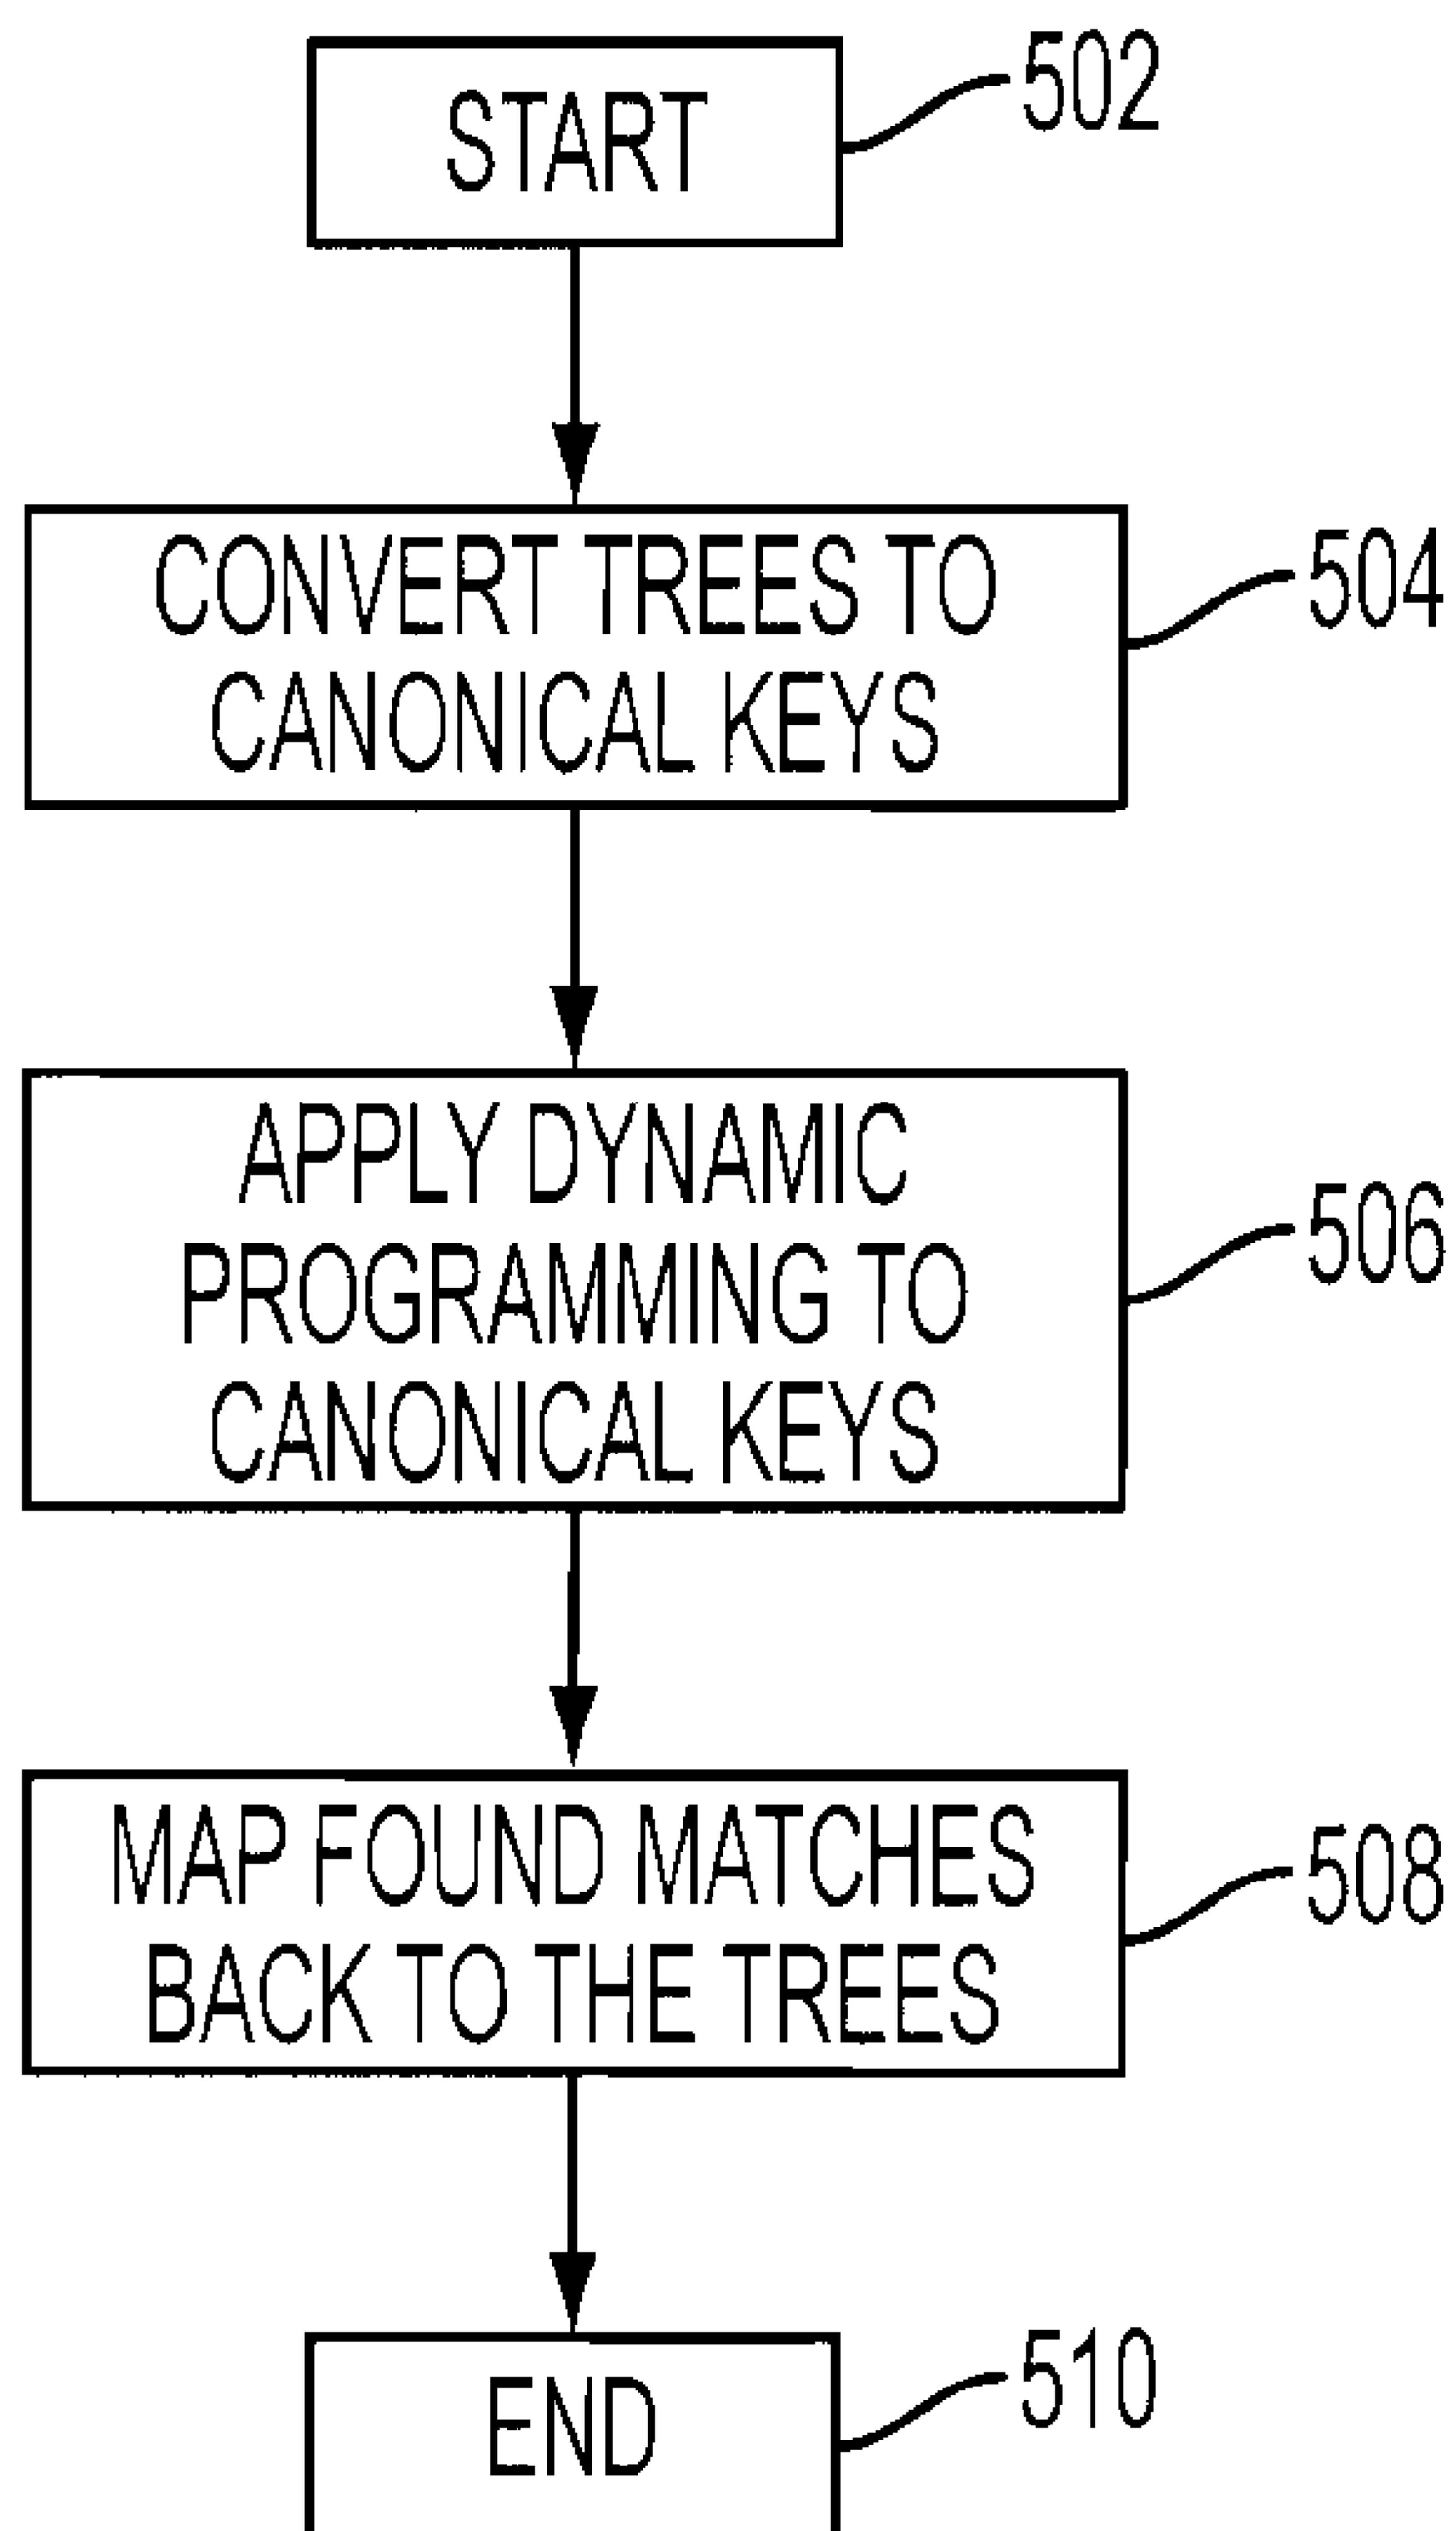 START
502
CONVERT TREES TO
CANONICAL KEYS
504
APPLY DYNAMIC
PROGRAMMING TO
CANONICAL KEYS
506
MAP FOUND MATCHES
BACK TO THE TREES
508
END
510